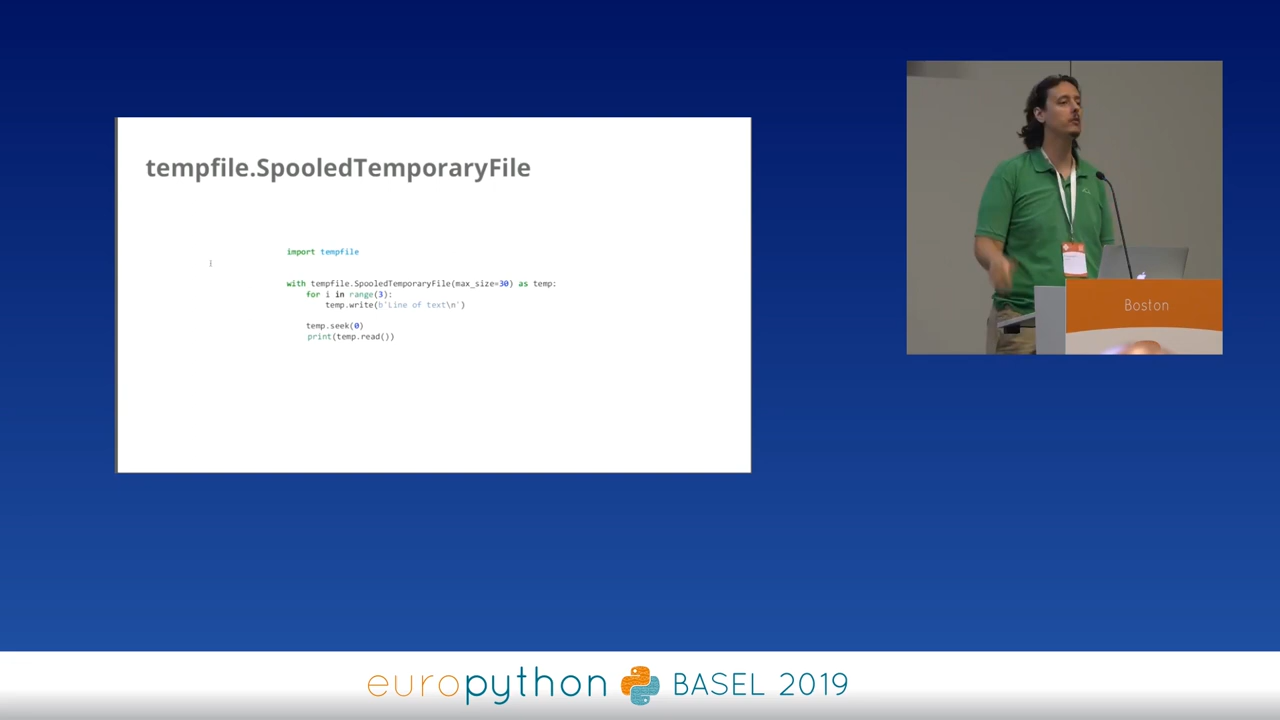 tempfile.SpooledTemporaryFile
import tempfile
with tempfile.SpooledTemporaryFile(max_size=30) as temp:
for i in range(3):
temp.write(b'Line of text\n')
temp.seek(0)
print(temp.read())
Boston
europython BASEL 2019